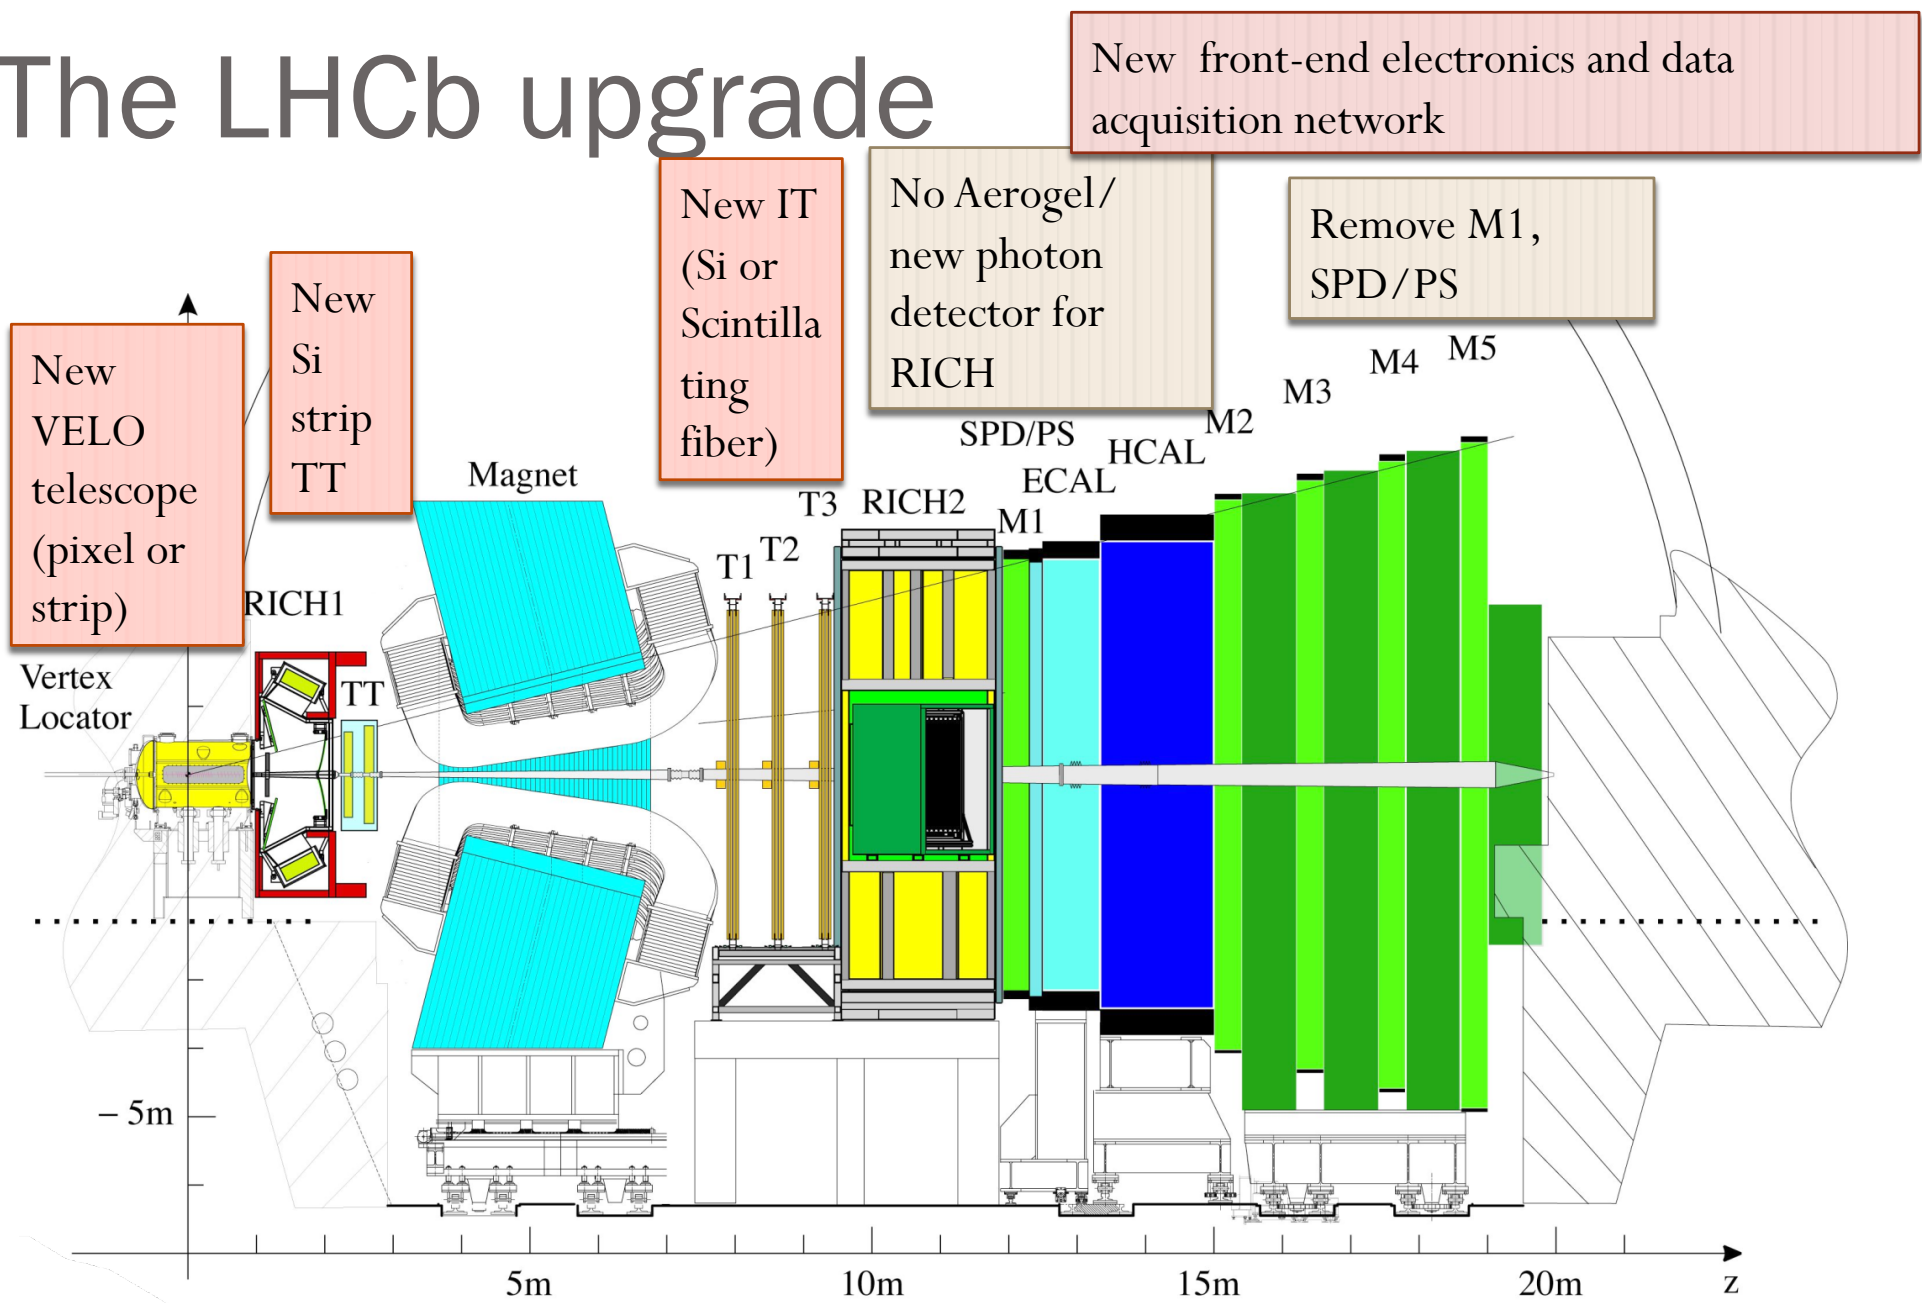 The LHCb upgrade
New front-end electronics and data
acquisition network
New
VELO
telescope
(pixel or
strip)
New
Si
strip
TT
New IT
(Si or
Scintilla
ting
fiber)
No Aerogel/
new photon
detector for
RICH
Remove M1,
SPD/PS
Vertex
Locator
RICH1
TT
Magnet
T1
T2
T3
RICH2
M1
SPD/PS
ECAL
HCAL
M2
M3
M4
M5
– 5m
5m
10m
15m
20m
z